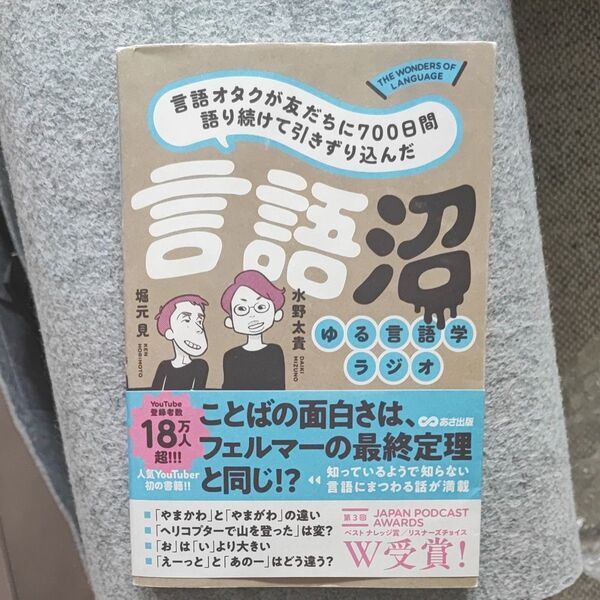 THE WONDERS OF
LANGUAGE
言語オタクが友だちに700日間
語り続けて引きずり込んだ
言語沼
堀元見
KEN HORIMOTO
水野太貴
DAIKI MIZUNO
ゆる言語学
ラジオ
YouTube
登録者数
18万人
超!!!
人気YouTuber
初の書籍!!
ことばの面白さは、
フェルマーの最終定理
と同じ!?
あさ出版
知っているようで知らない
言語にまつわる話が満載
「やまかわ」と「やまがわ」の違い
「ヘリコプターで山を登った」は変?
「お」は「い」より大きい
「えーっと」と「あのー」はどう違う?
第3回
JAPAN PODCAST
AWARDS
ベスト ナレッジ賞／リスナーズチョイス
W受賞!